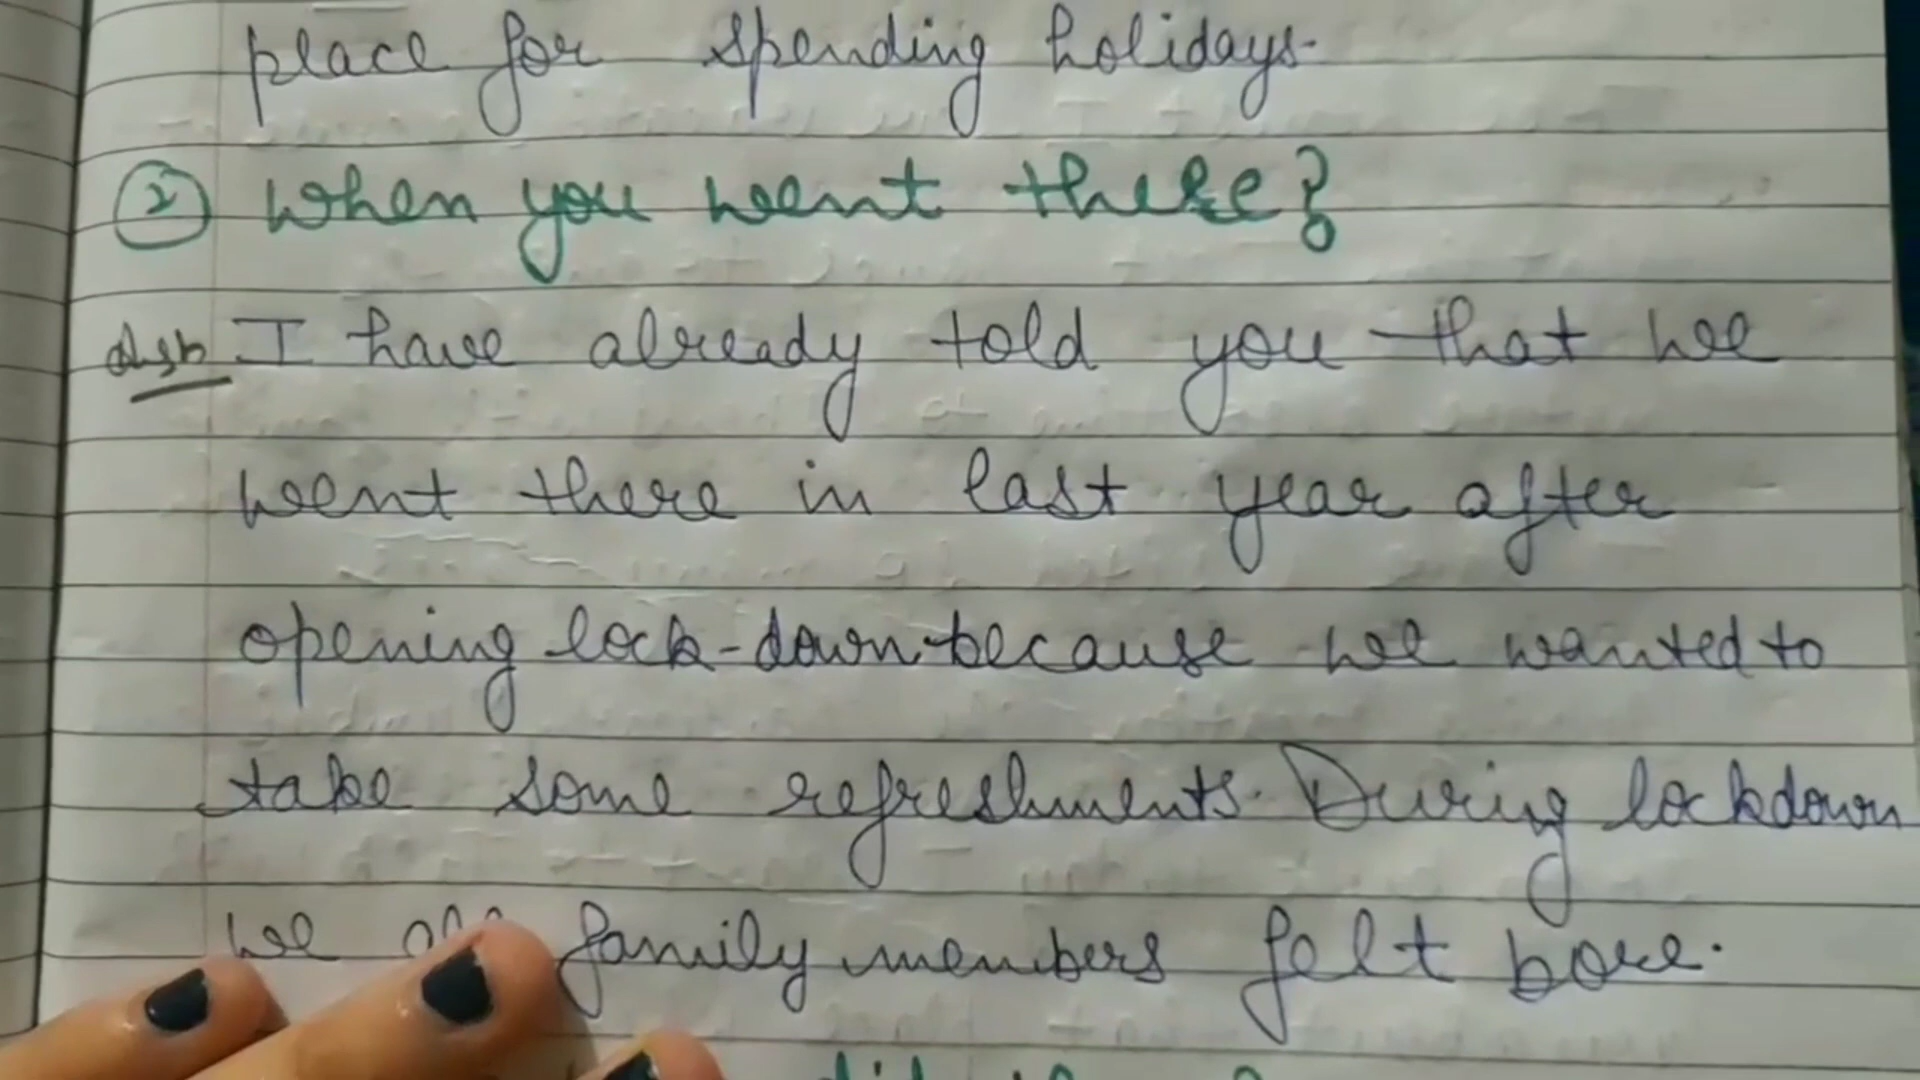 place for spending holidays.
② When you went there?
Ans I have already told you that we
went there in last year after
opening lock-down because we wanted to
take some refreshments. During lockdown
we all family members felt bore.